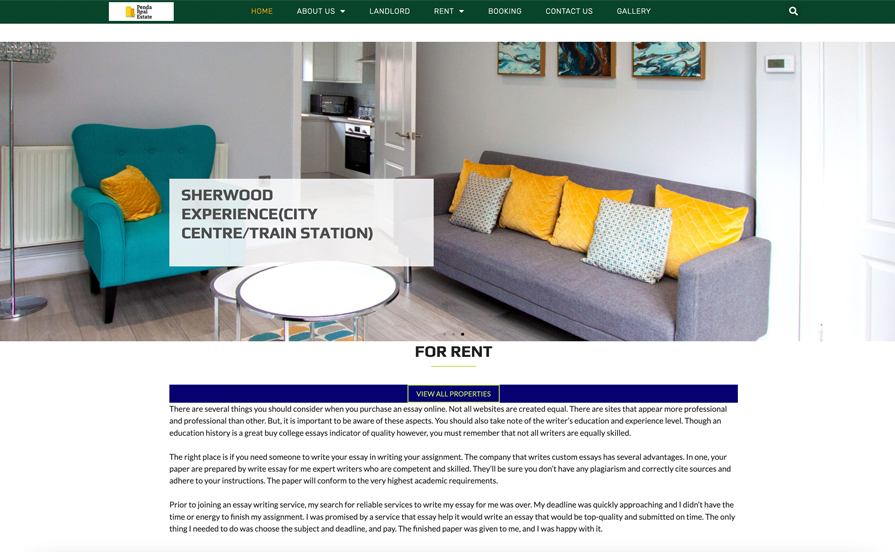 Penda
Real
Estate
HOME ABOUT US LANDLORD RENT BOOKING CONTACT US GALLERY
SHERWOOD
EXPERIENCE(CITY
CENTRE/TRAIN STATION)
FOR RENT
VIEW ALL PROPERTIES
There are several things you should consider when you purchase an essay online. Not all websites are created equal. There are sites that appear more professional
and professional than other. But, it is important to be aware of these aspects. You should also take note of the writer's education and experience level. Though an
education history is a great buy college essays indicator of quality however, you must remember that not all writers are equally skilled.
The right place is if you need someone to write your essay in writing your assignment. The company that writes custom essays has several advantages. In one, your
paper are prepared by write essay for me expert writers who are competent and skilled. They'll be sure you don't have any plagiarism and correctly cite sources and
adhere to your instructions. The paper will conform to the very highest academic requirements.
Prior to joining an essay writing service, my search for reliable services to write my essay for me was over. My deadline was quickly approaching and I didn't have the
time or energy to finish my assignment. I was promised by a service that essay help it would write an essay that would be top-quality and submitted on time. The only
thing I needed to do was choose the subject and deadline, and pay. The finished paper was given to me, and I was happy with it.